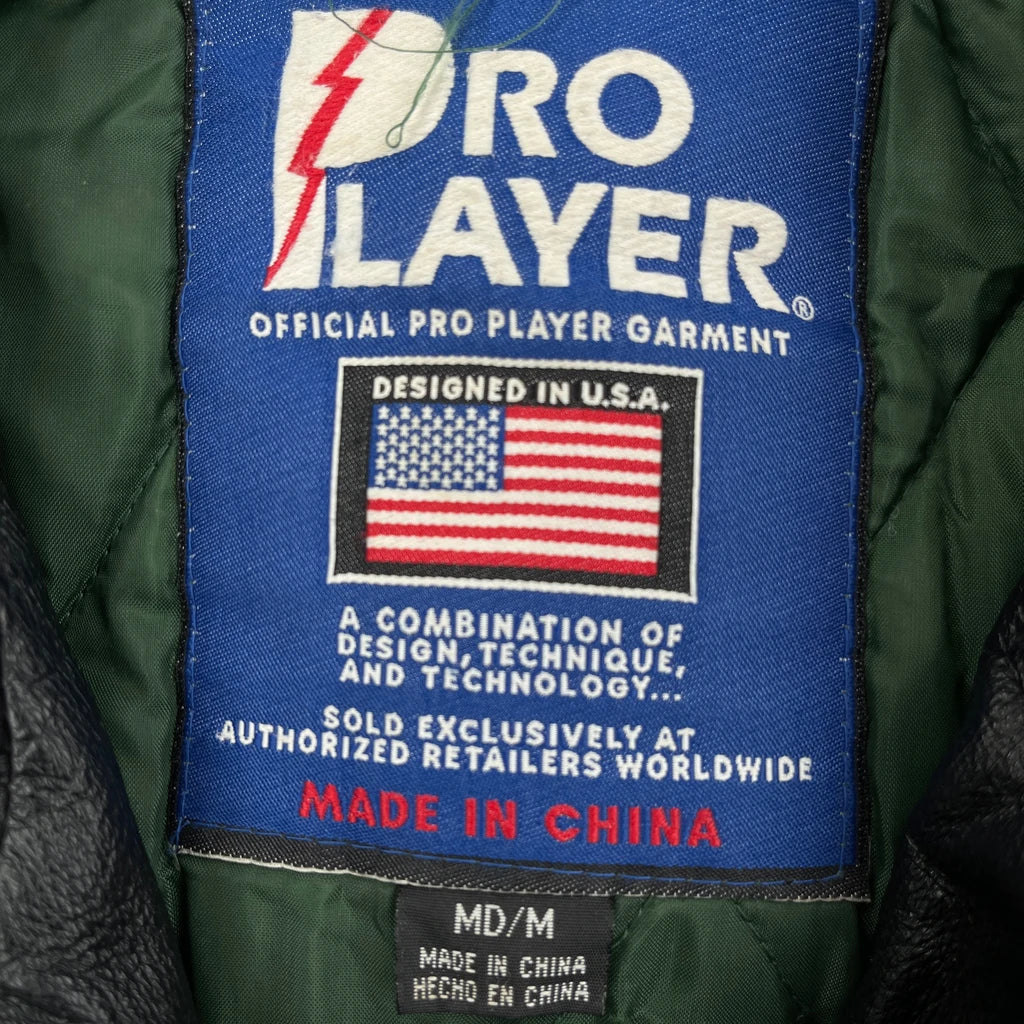 PRO
PLAYER®
OFFICIAL PRO PLAYER GARMENT
DESIGNED IN U.S.A.
A COMBINATION OF
DESIGN, TECHNIQUE,
AND TECHNOLOGY...
SOLD EXCLUSIVELY AT
AUTHORIZED RETAILERS WORLDWIDE
MADE IN CHINA
MD/M
MADE IN CHINA
HECHO EN CHINA